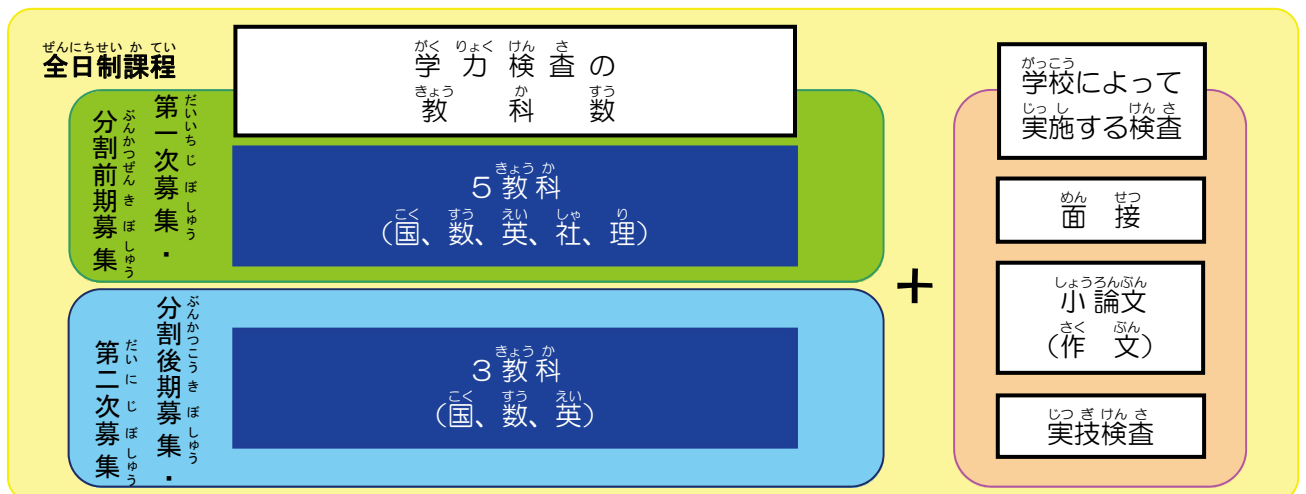 全日制課程
学力検査の
教科数
第一次募集・
分割前期募集
5教科
(国、数、英、社、理)
分割後期募集・
第二次募集
3教科
(国、数、英)
+
学校によって
実施する検査
面接
小論文
(作文)
実技検査